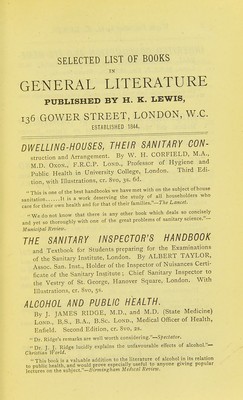 SELECTED LIST OF BOOKS
IN
GENERAL LITERATURE
PUBLISHED BY H. K. LEWIS,
136 GOWER STREET, LONDON, W.C.
ESTABLISHED 1844.
DWELLING-HOUSES, THEIR SANITARY CON-
struction and Arrangement. By W. H. CORFIELD, M.A.,
M.D. OXON., F.R.C.P. LOND., Professor of Hygiene and
Public Health in University College, London. Third Edi-
tion, with Illustrations, cr. 8vo, 3s. 6d.
"This is one of the best handbooks we have met with on the subject of house
sanitation...... It is a work deserving the study of all householders who
care for their own health and for that of their families."—The Lancet.
"We do not know that there is any other book which deals so concisely
and yet so thoroughly with one of the great problems of sanitary science."—
Municipal Review.
THE SANITARY INSPECTOR'S HANDBOOK
and Textbook for Students preparing for the Examinations
of the Sanitary Institute, London. By ALBERT TAYLOR,
Assoc. San. Inst., Holder of the Inspector of Nuisances Certi-
ficate of the Sanitary Institute; Chief Sanitary Inspector to
the Vestry of St. George, Hanover Square, London. With
Illustrations, cr. 8vo, 5s.
ALCOHOL AND PUBLIC HEALTH.
By J. JAMES RIDGE, M.D., and M.D. (State Medicine)
LOND., B.S., B.A., B.Sc. LOND., Medical Officer of Health,
Enfield. Second Edition, cr. 8vo, 2s.
"Dr. Ridge's remarks are well worth considering."—Spectator.
"Dr. J. J. Ridge lucidly explains the unfavourable effects of alcohol."—
Christian World.
"This book is a valuable addition to the literature of alcohol in its relation
to public health, and would prove especially useful to anyone giving popular
lectures on the subject."—Birmingham Medical Review.